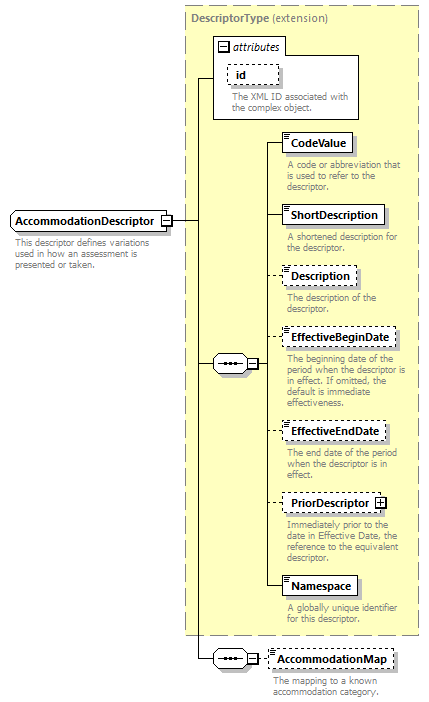 DescriptorType (extension)
attributes
id
The XML ID associated with
the complex object.
CodeValue
A code or abbreviation that
is used to refer to the
descriptor.
ShortDescription
A shortened description for
the descriptor.
AccommodationDescriptor
This descriptor defines variations
used in how an assessment is
presented or taken.
Description
The description of the
descriptor.
EffectiveBeginDate
The beginning date of the
period when the descriptor is
in effect. If omitted, the
default is immediate
effectiveness.
EffectiveEndDate
The end date of the period
when the descriptor is in
effect.
PriorDescriptor
Immediately prior to the
date in Effective Date, the
reference to the equivalent
descriptor.
Namespace
A globally unique identifier
for this descriptor.
AccommodationMap
The mapping to a known
accommodation category.